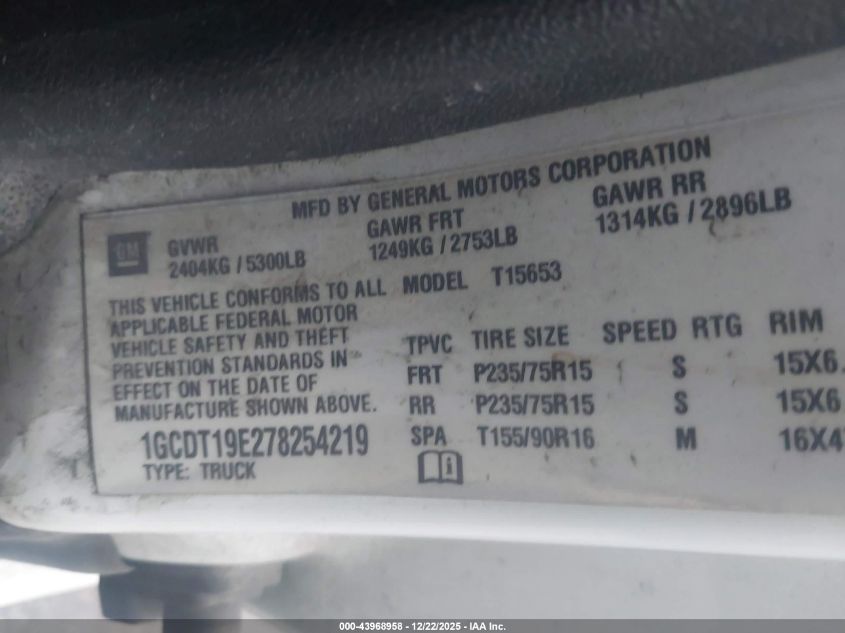 MFD BY GENERAL MOTORS CORPORATION
GM
GVWR GAWR FRT GAWR RR
2404KG / 5300LB 1249KG / 2753LB 1314KG / 2896LB
THIS VEHICLE CONFORMS TO ALL MODEL T15653
APPLICABLE FEDERAL MOTOR
VEHICLE SAFETY AND THEFT TPVC TIRE SIZE SPEED RTG RIM
PREVENTION STANDARDS IN FRT P235/75R15 S 15X6.
EFFECT ON THE DATE OF
MANUFACTURE SHOWN ABOVE. RR P235/75R15 S 15X6
1GCDT19E278254219 SPA T155/90R16 M 16X4
TYPE: TRUCK
000-43968958 - 12/22/2025 - IAA Inc.